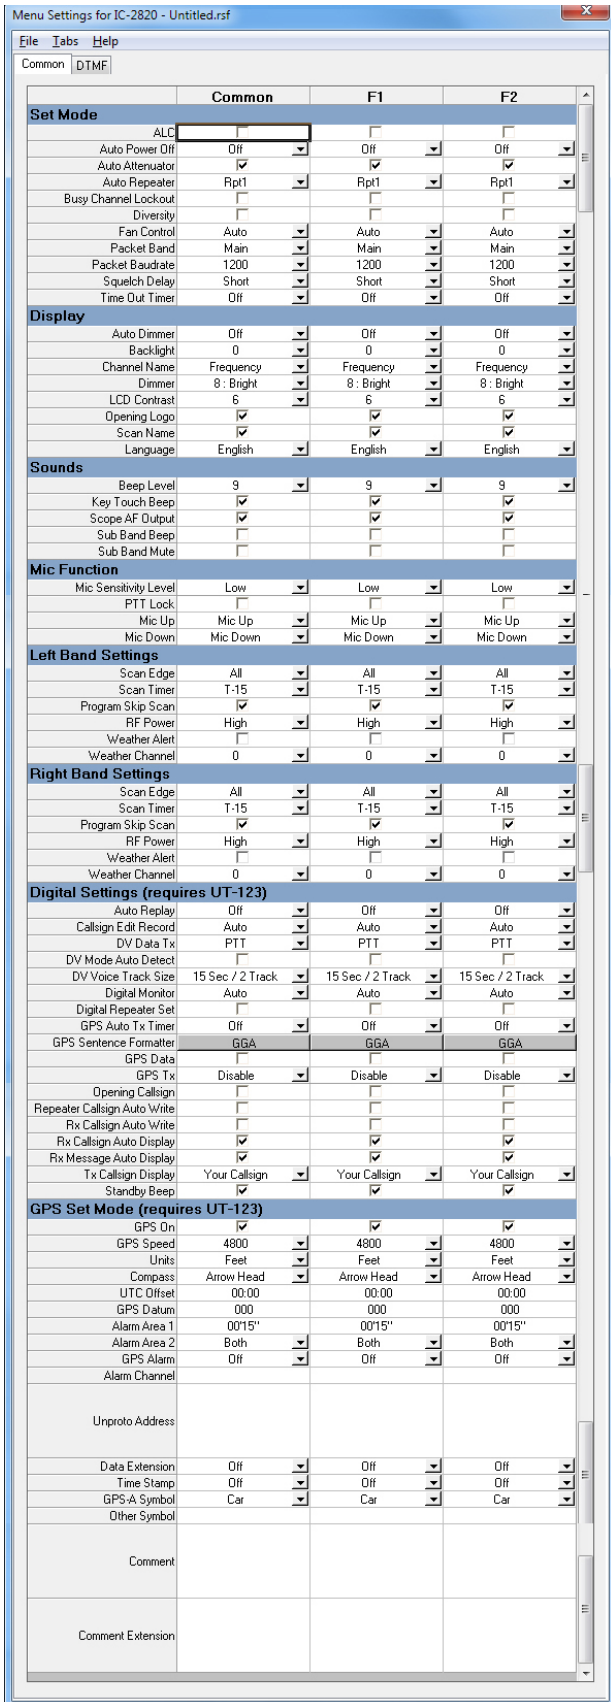 Menu Settings for IC-2820 - Untitled.rsf
File Tabs Help
Common DTMF
Common F1 F2
Set Mode
ALC
Auto Power Off Off Off Off
Auto Attenuator
Auto Repeater Rpt1 Rpt1 Rpt1
Busy Channel Lockout
Diversity
Fan Control Auto Auto Auto
Packet Band Main Main Main
Packet Baudrate 1200 1200 1200
Squelch Delay Short Short Short
Time Out Timer Off Off Off
Display
Auto Dimmer Off Off Off
Backlight 0 0 0
Channel Name Frequency Frequency Frequency
Dimmer 8 : Bright 8 : Bright 8 : Bright
LCD Contrast 6 6 6
Opening Logo
Scan Name
Language English English English
Sounds
Beep Level 9 9 9
Key Touch Beep
Scope AF Output
Sub Band Beep
Sub Band Mute
Mic Function
Mic Sensitivity Level Low Low Low
PTT Lock
Mic Up Mic Up Mic Up Mic Up
Mic Down Mic Down Mic Down Mic Down
Left Band Settings
Scan Edge All All All
Scan Timer T-15 T-15 T-15
Program Skip Scan
RF Power High High High
Weather Alert
Weather Channel 0 0 0
Right Band Settings
Scan Edge All All All
Scan Timer T-15 T-15 T-15
Program Skip Scan
RF Power High High High
Weather Alert
Weather Channel 0 0 0
Digital Settings (requires UT-123)
Auto Replay Off Off Off
Callsign Edit Record Auto Auto Auto
DV Data Tx PTT PTT PTT
DV Mode Auto Detect
DV Voice Track Size 15 Sec / 2 Track 15 Sec / 2 Track 15 Sec / 2 Track
Digital Monitor Auto Auto Auto
Digital Repeater Set
GPS Auto Tx Timer Off Off Off
GPS Sentence Formatter GGA GGA GGA
GPS Data
GPS Tx Disable Disable Disable
Opening Callsign
Repeater Callsign Auto Write
Rx Callsign Auto Write
Rx Callsign Auto Display
Rx Message Auto Display
Tx Callsign Display Your Callsign Your Callsign Your Callsign
Standby Beep
GPS Set Mode (requires UT-123)
GPS On
GPS Speed 4800 4800 4800
Units Feet Feet Feet
Compass Arrow Head Arrow Head Arrow Head
UTC Offset 00:00 00:00 00:00
GPS Datum 000 000 000
Alarm Area 1 00'15'' 00'15'' 00'15''
Alarm Area 2 Both Both Both
GPS Alarm Off Off Off
Alarm Channel
Unproto Address
Data Extension Off Off Off
Time Stamp Off Off Off
GPS-A Symbol Car Car Car
Other Symbol
Comment
Comment Extension